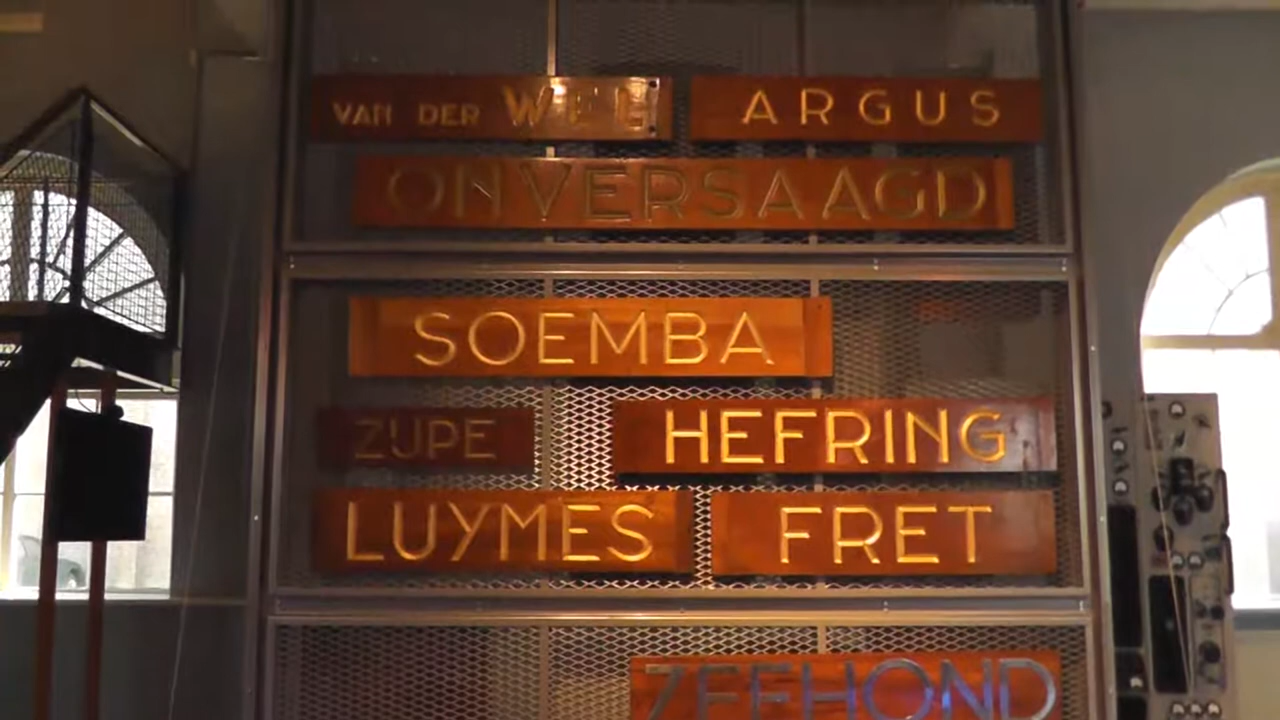 VAN DER WEL ARGUS
ONVERSAAGD
SOEMBA
ZUPE HEFRING
LUYMES FRET
ZEEHOND